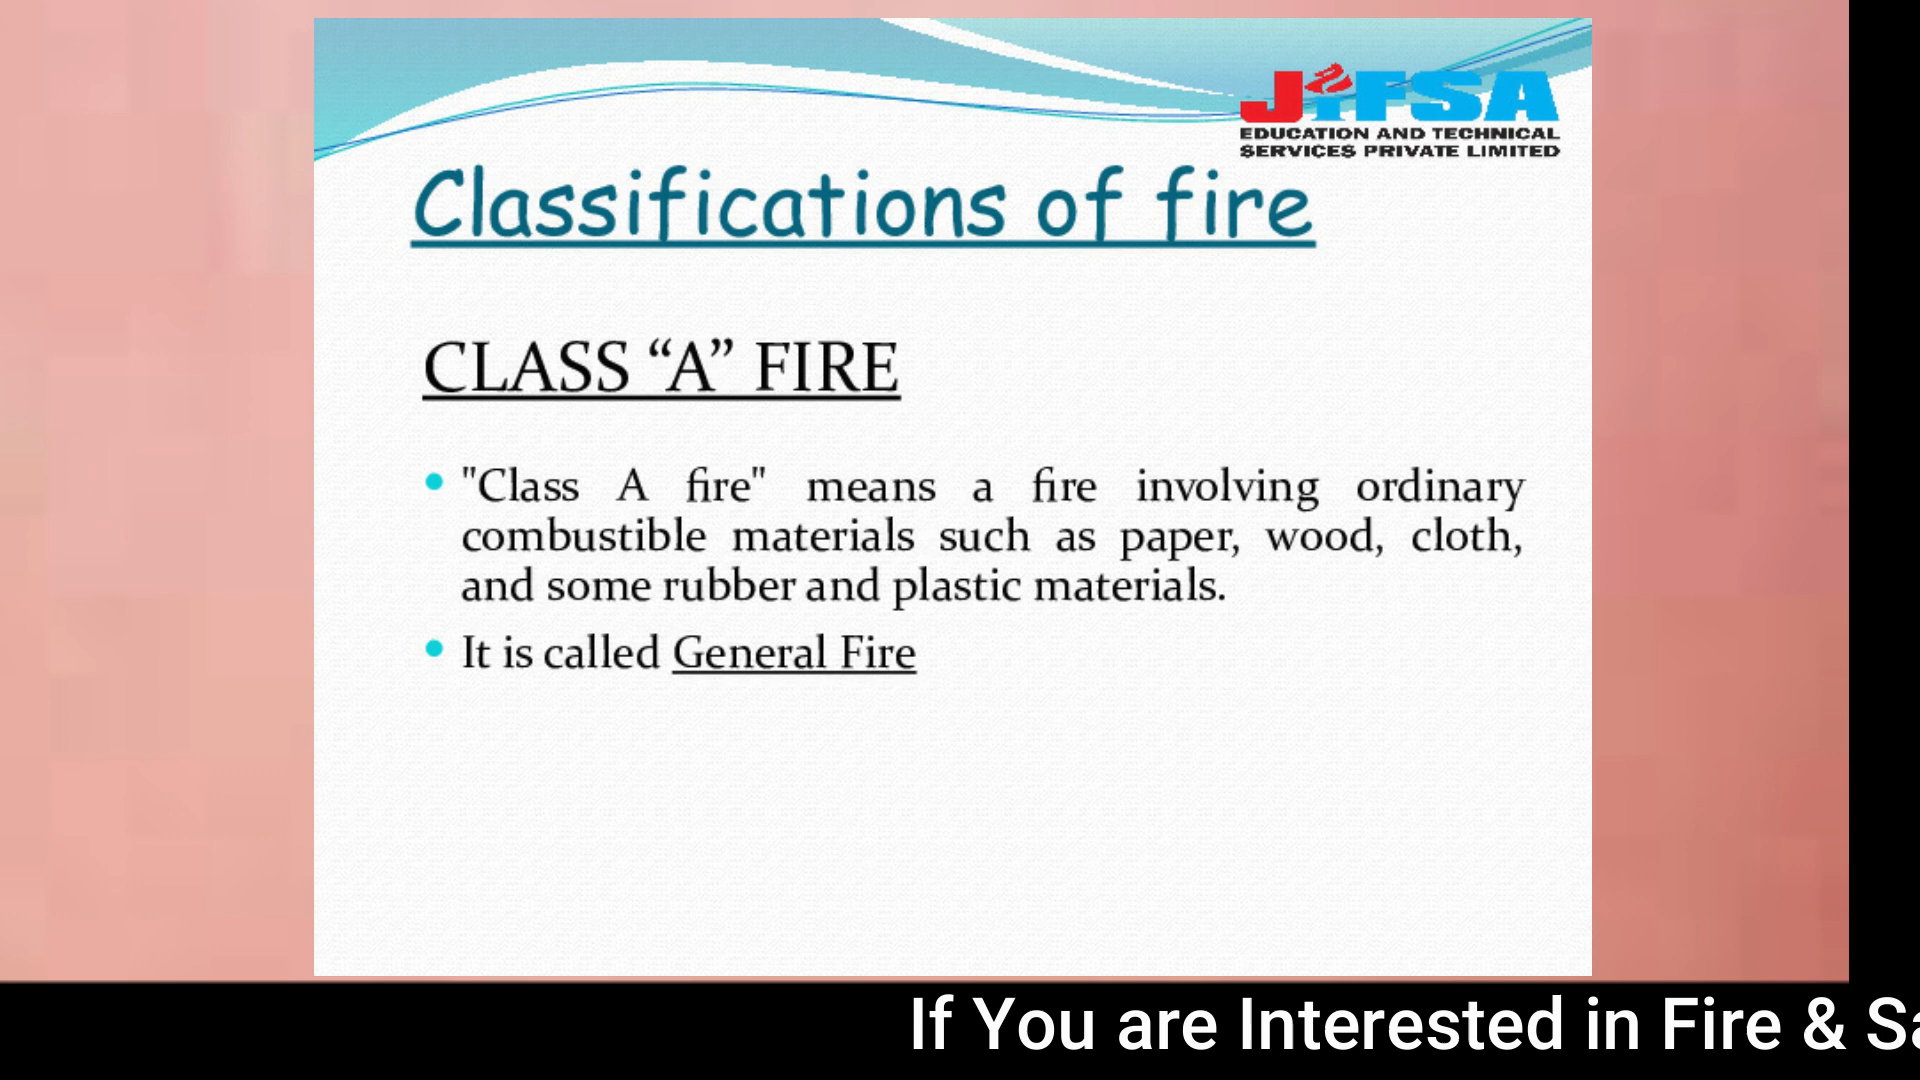 JiFSA
EDUCATION AND TECHNICAL
SERVICES PRIVATE LIMITED
Classifications of fire
CLASS “A” FIRE
• "Class A fire" means a fire involving ordinary
combustible materials such as paper, wood, cloth,
and some rubber and plastic materials.
• It is called General Fire
If You are Interested in Fire &